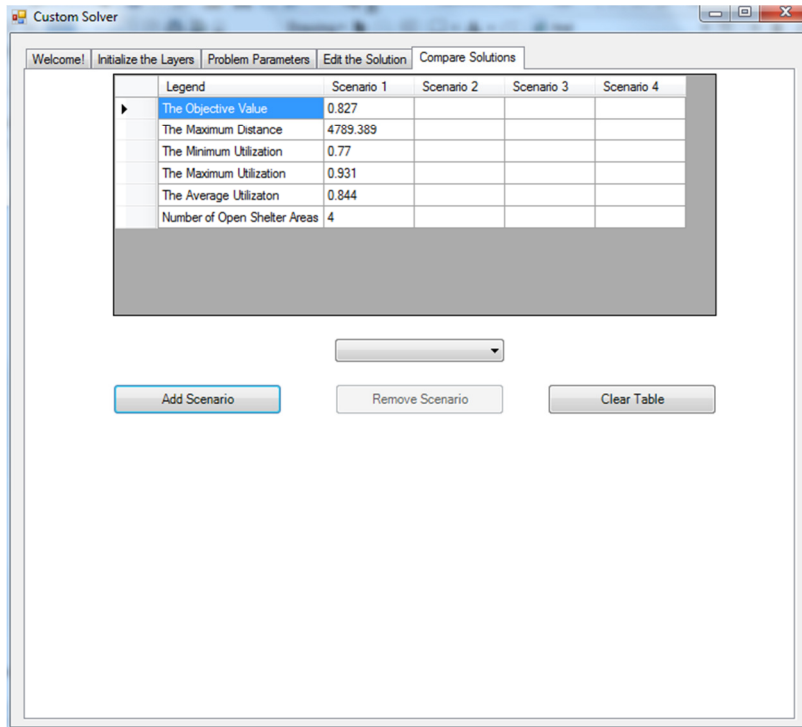 Custom Solver
Welcome! Initialize the Layers Problem Parameters Edit the Solution Compare Solutions
Legend Scenario 1 Scenario 2 Scenario 3 Scenario 4
The Objective Value 0.827
The Maximum Distance 4789.389
The Minimum Utilization 0.77
The Maximum Utilization 0.931
The Average Utilizaton 0.844
Number of Open Shelter Areas 4
Add Scenario Remove Scenario Clear Table